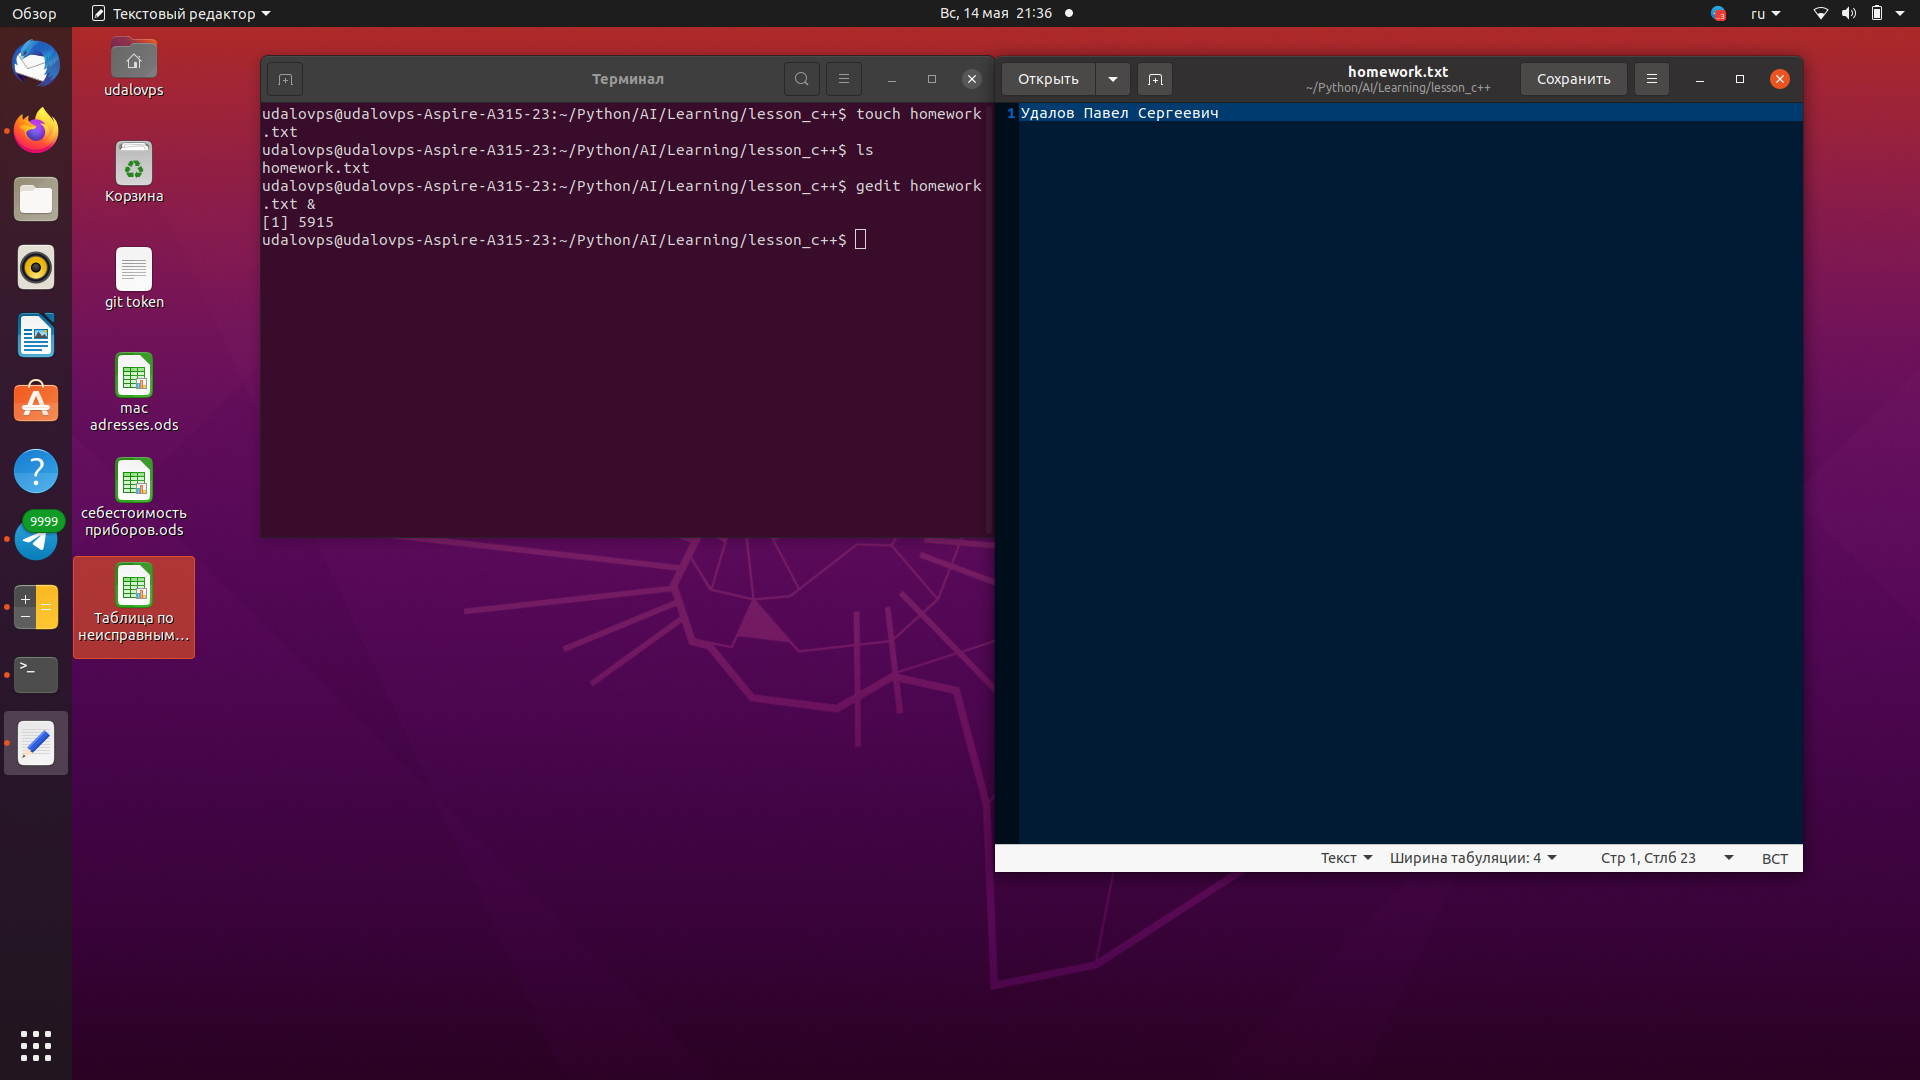 Обзор
Текстовый редактор
Вс, 14 мая 21:36
ru
udalovps
Корзина
git token
mac
adresses.ods
себестоимость
приборов.ods
Таблица по
неисправным...
9999
Терминал
udalovps@udalovps-Aspire-A315-23:~/Python/AI/Learning/lesson_c++$ touch homework
.txt
udalovps@udalovps-Aspire-A315-23:~/Python/AI/Learning/lesson_c++$ ls
homework.txt
udalovps@udalovps-Aspire-A315-23:~/Python/AI/Learning/lesson_c++$ gedit homework
.txt &
[1] 5915
udalovps@udalovps-Aspire-A315-23:~/Python/AI/Learning/lesson_c++$
Открыть
homework.txt
~/Python/AI/Learning/lesson_c++
Сохранить
1 Удалов Павел Сергеевич
Текст
Ширина табуляции: 4
Стр 1, Стлб 23
ВСТ